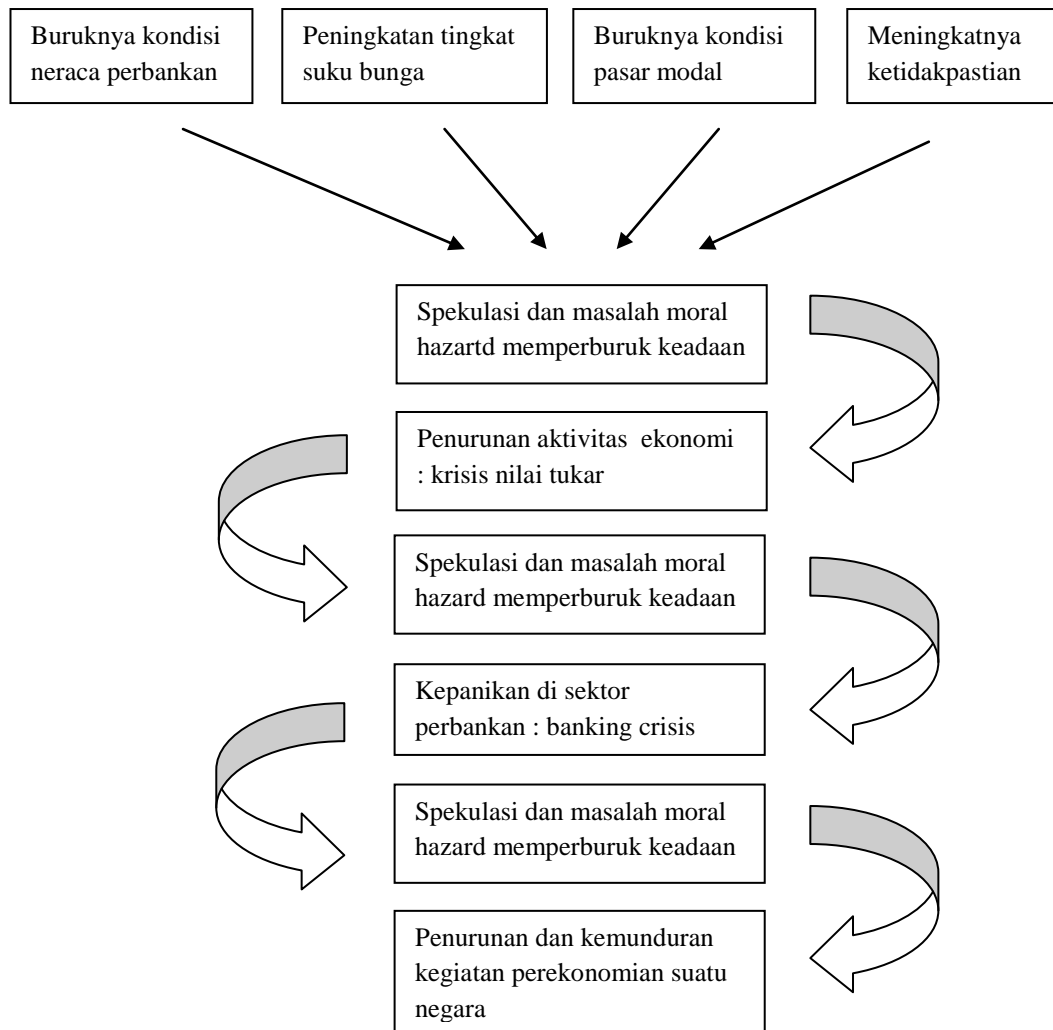 Buruknya kondisi
neraca perbankan
Peningkatan tingkat
suku bunga
Buruknya kondisi
pasar modal
Meningkatnya
ketidakpastian
Spekulasi dan masalah moral
hazartd memperburuk keadaan
Penurunan aktivitas ekonomi
: krisis nilai tukar
Spekulasi dan masalah moral
hazard memperburuk keadaan
Kepanikan di sektor
perbankan : banking crisis
Spekulasi dan masalah moral
hazard memperburuk keadaan
Penurunan dan kemunduran
kegiatan perekonomian suatu
negara